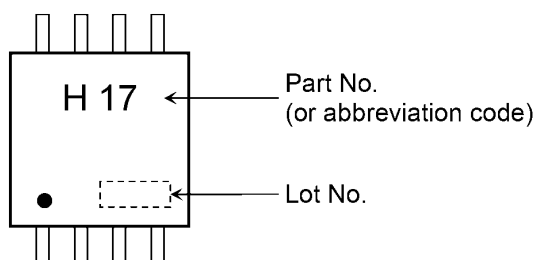 H 17
Part No.
(or abbreviation code)
Lot No.